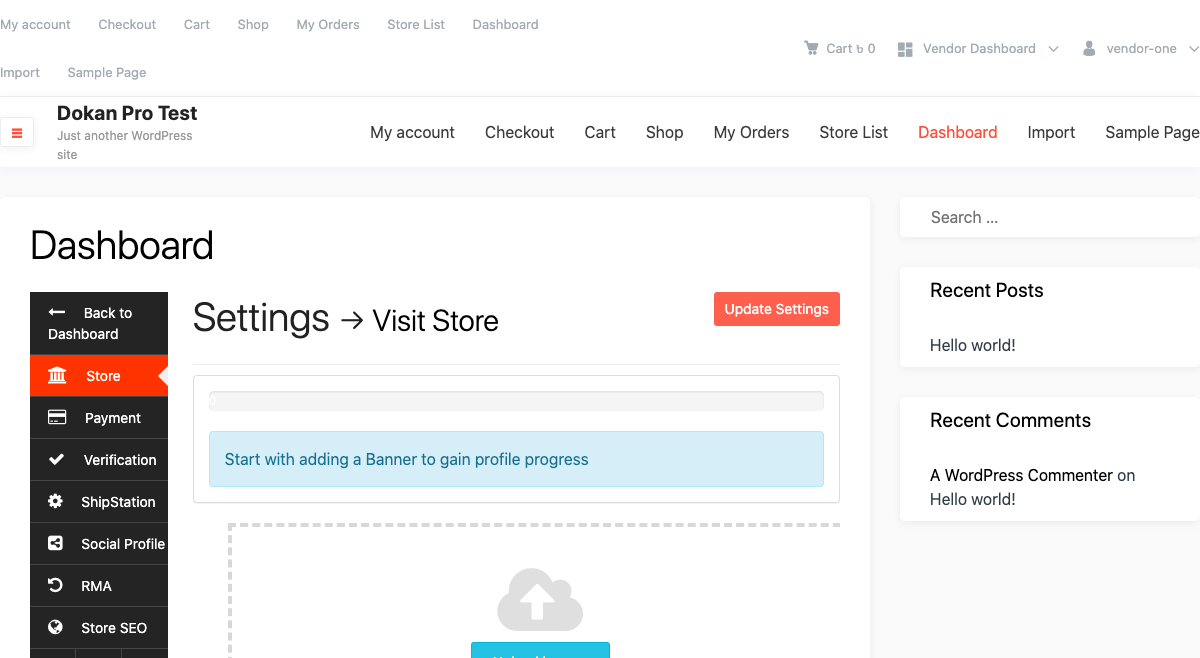 My account Checkout Cart Shop My Orders Store List Dashboard
Cart ৳ 0 Vendor Dashboard vendor-one
Import Sample Page
Dokan Pro Test
Just another WordPress
site
My account Checkout Cart Shop My Orders Store List Dashboard Import Sample Page
Dashboard
Search ...
Recent Posts
Hello world!
Recent Comments
A WordPress Commenter on
Hello world!
Back to
Dashboard
Store
Payment
Verification
ShipStation
Social Profile
RMA
Store SEO
Settings → Visit Store
Update Settings
0
Start with adding a Banner to gain profile progress